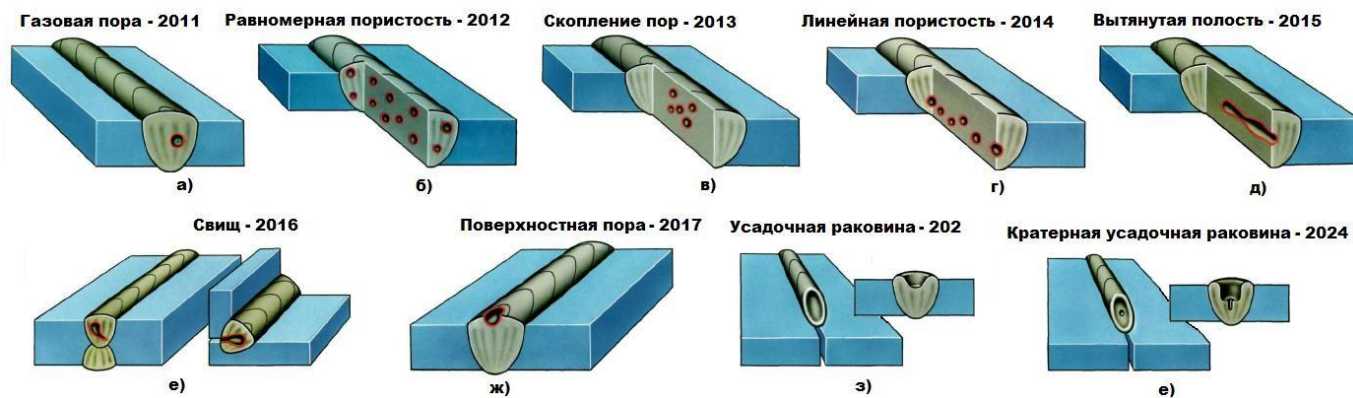 Газовая пора - 2011
Равномерная пористость - 2012
Скопление пор - 2013
Линейная пористость - 2014
Вытянутая полость - 2015
а)
б)
в)
г)
д)
Свищ - 2016
Поверхностная пора - 2017
Усадочная раковина - 202
Кратерная усадочная раковина - 2024
е)
ж)
з)
е)